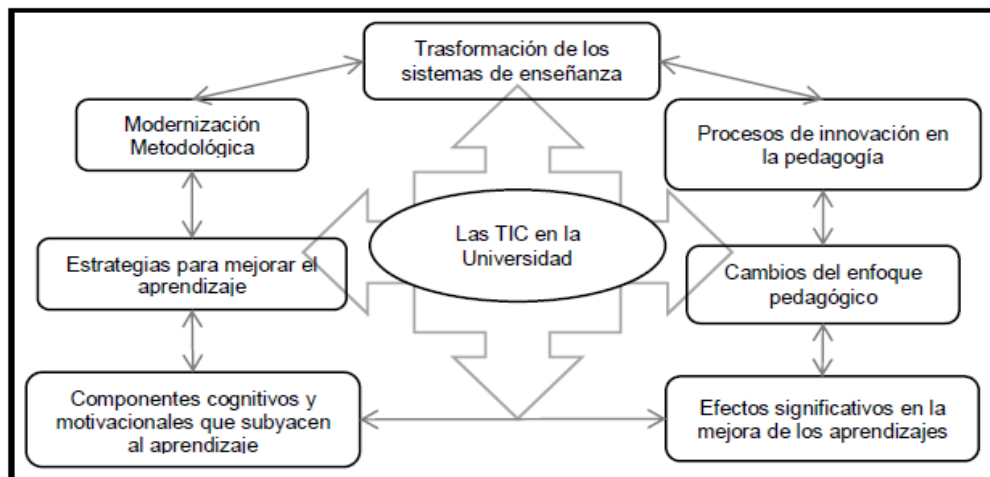 Trasformación de los
sistemas de enseñanza
Modernización
Metodológica
Procesos de innovación en
la pedagogía
Las TIC en la
Universidad
Estrategias para mejorar el
aprendizaje
Cambios del enfoque
pedagógico
Componentes cognitivos y
motivacionales que subyacen
al aprendizaje
Efectos significativos en la
mejora de los aprendizajes